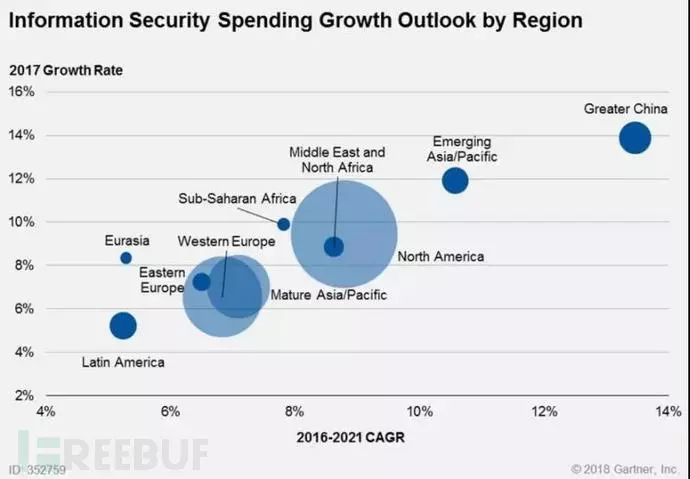 Information Security Spending Growth Outlook by Region
2017 Growth Rate
16%
14%
12%
10%
8%
6%
4%
2%
Greater China
Emerging
Asia/Pacific
Middle East and
North Africa
Sub-Saharan Africa
North America
Eurasia
Western Europe
Eastern
Europe
Mature Asia/Pacific
Latin America
4%
6%
8%
10%
12%
14%
2016-2021 CAGR
FREEBUF
ID: 352759
© 2018 Gartner, Inc.